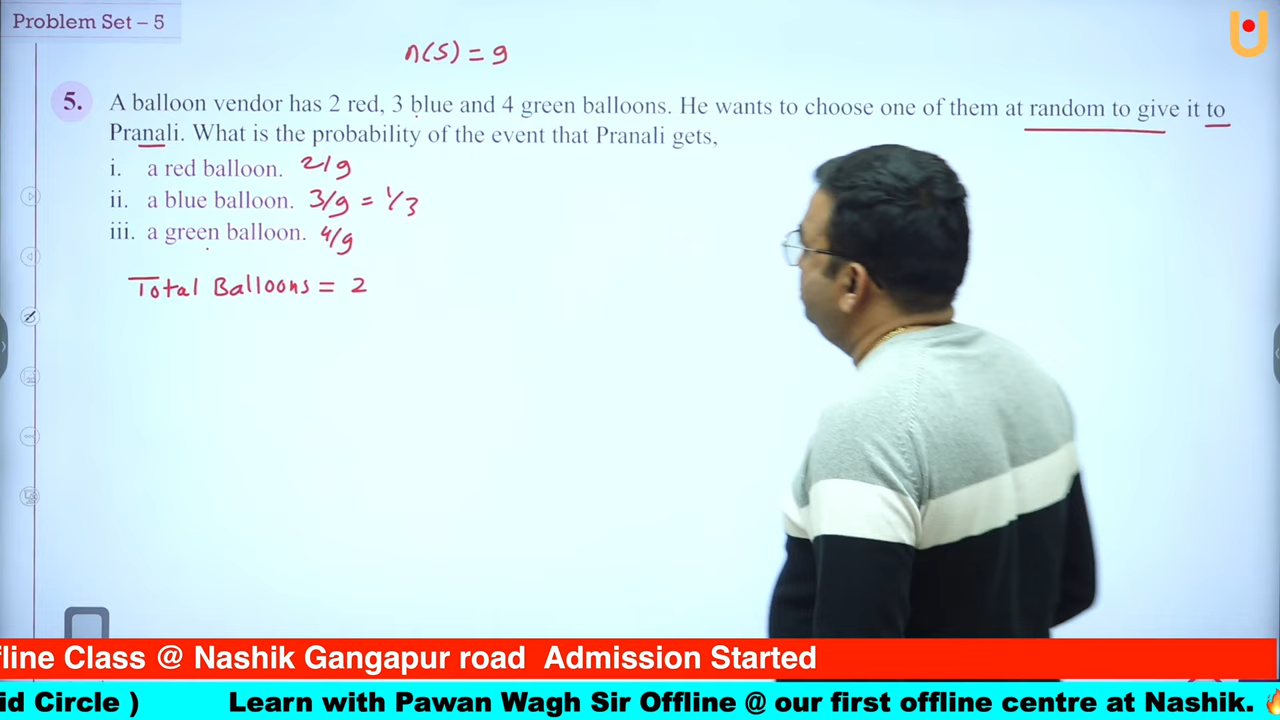 Problem Set – 5
n(S) = 9
5. A balloon vendor has 2 red, 3 blue and 4 green balloons. He wants to choose one of them at random to give it to
Pranali. What is the probability of the event that Pranali gets,
i. a red balloon. 2/9
ii. a blue balloon. 3/9 = 1/3
iii. a green balloon. 4/9
Total Balloons = 2
fline Class @ Nashik Gangapur road Admission Started
id Circle ) Learn with Pawan Wagh Sir Offline @ our first offline centre at Nashik. 🔥